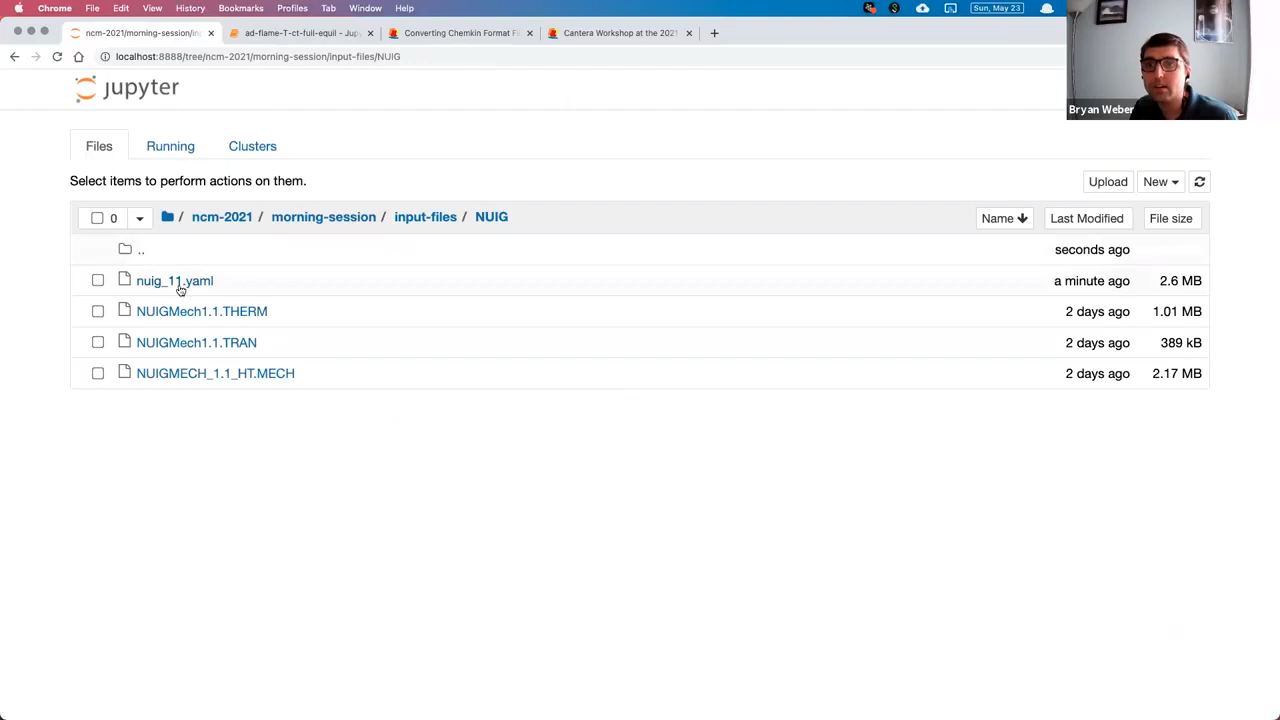 Chrome File Edit View History Bookmarks Profiles Tab Window Help Sun, May 23
ncm-2021/morning-session/in
ad-flame-T-ct-full-equil - Jupy
Converting Chemkin Format Fi
Cantera Workshop at the 2021
localhost:8888/tree/ncm-2021/morning-session/input-files/NUIG
jupyter
Bryan Weber
Files Running Clusters
Select items to perform actions on them.
Upload New
0 / ncm-2021 / morning-session / input-files / NUIG Name Last Modified File size
.. seconds ago
nuig_11.yaml a minute ago 2.6 MB
NUIGMech1.1.THERM 2 days ago 1.01 MB
NUIGMech1.1.TRAN 2 days ago 389 kB
NUIGMECH_1.1_HT.MECH 2 days ago 2.17 MB